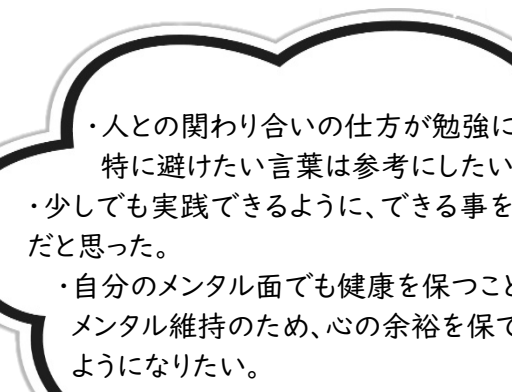 ・人との関わり合いの仕方が勉強に
特に避けたい言葉は参考にしたい
・少しでも実践できるように、できる事を
だと思った。
・自分のメンタル面でも健康を保つこと
メンタル維持のため、心の余裕を保て
ようになりたい。